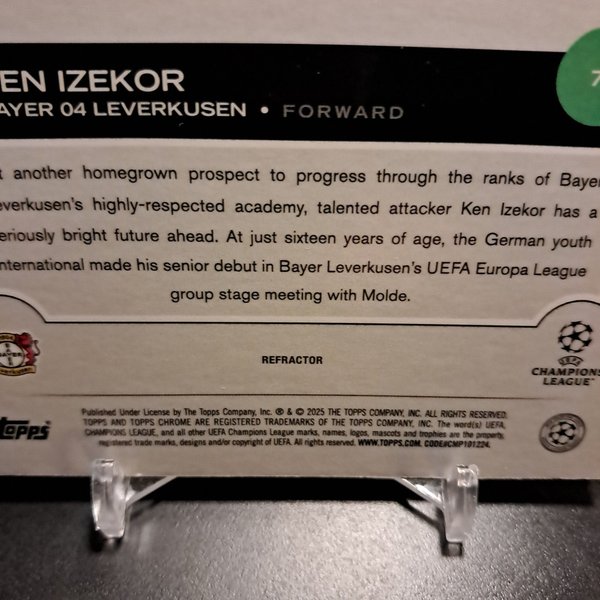 EN IZEKOR
AYER 04 LEVERKUSEN • FORWARD
7
t another homegrown prospect to progress through the ranks of Bayer
everkusen's highly-respected academy, talented attacker Ken Izekor has a
eriously bright future ahead. At just sixteen years of age, the German youth
nternational made his senior debut in Bayer Leverkusen's UEFA Europa League
group stage meeting with Molde.
REFRACTOR
UEFA
CHAMPIONS
LEAGUE
Topps
Published Under License by The Topps Company, Inc. ® & © 2025 THE TOPPS COMPANY, INC. ALL RIGHTS RESERVED.
TOPPS AND TOPPS CHROME ARE REGISTERED TRADEMARKS OF THE TOPPS COMPANY, INC. The word(s) UEFA,
CHAMPIONS LEAGUE, and all other UEFA Champions League marks, names, logos, mascots and trophies are the property,
registered trade marks, designs and/or copyright of UEFA. All rights reserved. WWW.TOPPS.COM. CODE#CMP101224.